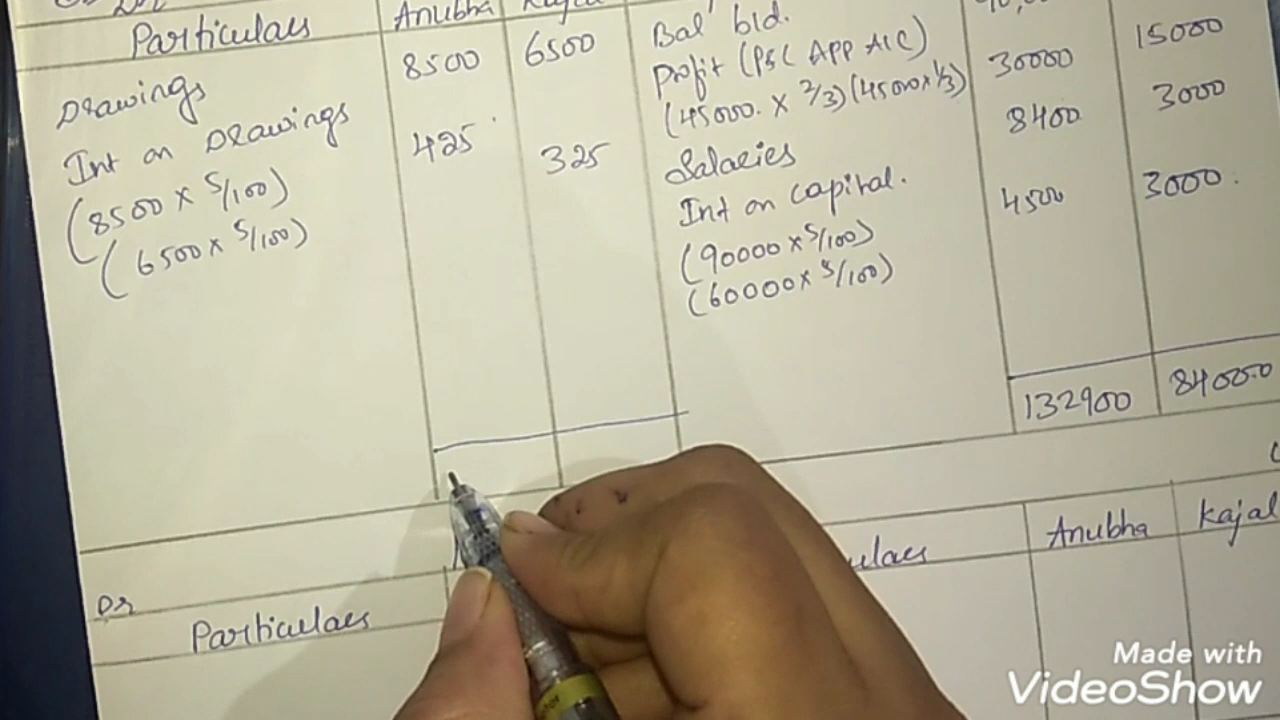 Dr
Particulars Anubha Kajal
Drawings 8500 6500
Int on Drawings 425 325
(8500 x 5/100)
(6500 x 5/100)
Bal b/d.
Profit (P&L APP A/C) 30000 15000
(45000. x 2/3) (45000 x 1/3)
Salaries 8400 3000
Int on capital. 4500 3000.
(90000 x 5/100)
(60000 x 5/100)
132900 84000
Dr
Particulars
Anubha Kajal
Made with
VideoShow